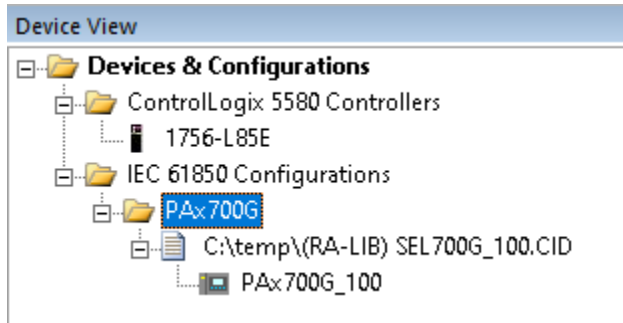 Device View
Devices & Configurations
ControlLogix 5580 Controllers
1756-L85E
IEC 61850 Configurations
PAx700G
C:\temp\(RA-LIB) SEL700G_100.CID
PAx700G_100